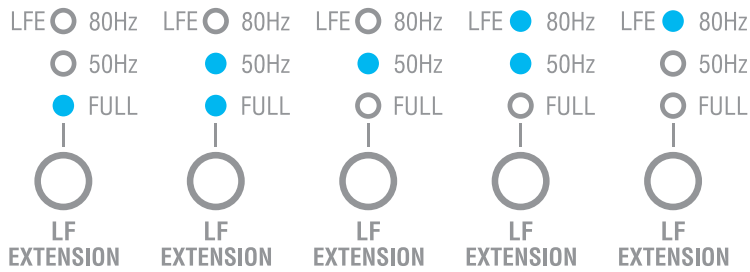 LFE 80Hz LFE 80Hz LFE 80Hz LFE 80Hz LFE 80Hz
50Hz 50Hz 50Hz 50Hz 50Hz
FULL FULL FULL FULL FULL
LF LF LF LF LF
EXTENSION EXTENSION EXTENSION EXTENSION EXTENSION